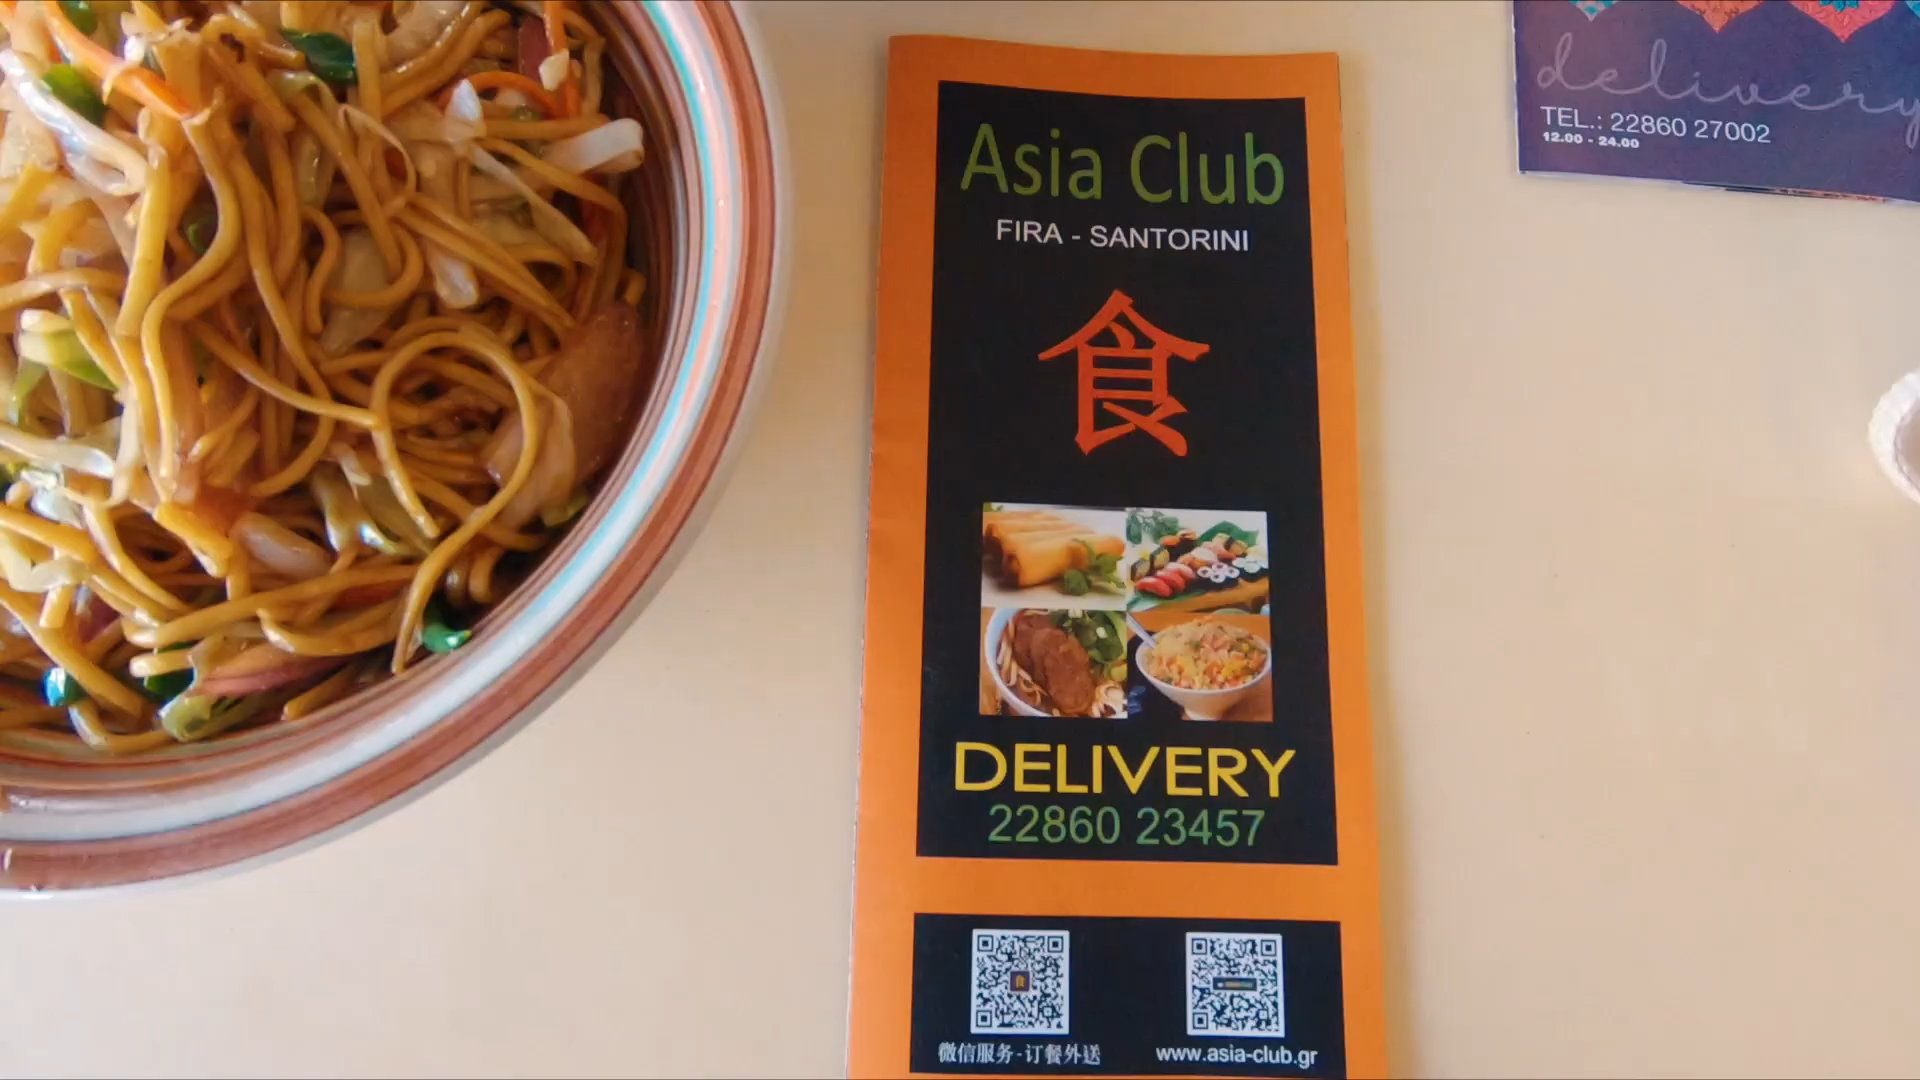 Asia Club
FIRA - SANTORINI
食
DELIVERY
22860 23457
微信服务-订餐外送
www.asia-club.gr
delivery
TEL.: 22860 27002
12.00 - 24.00